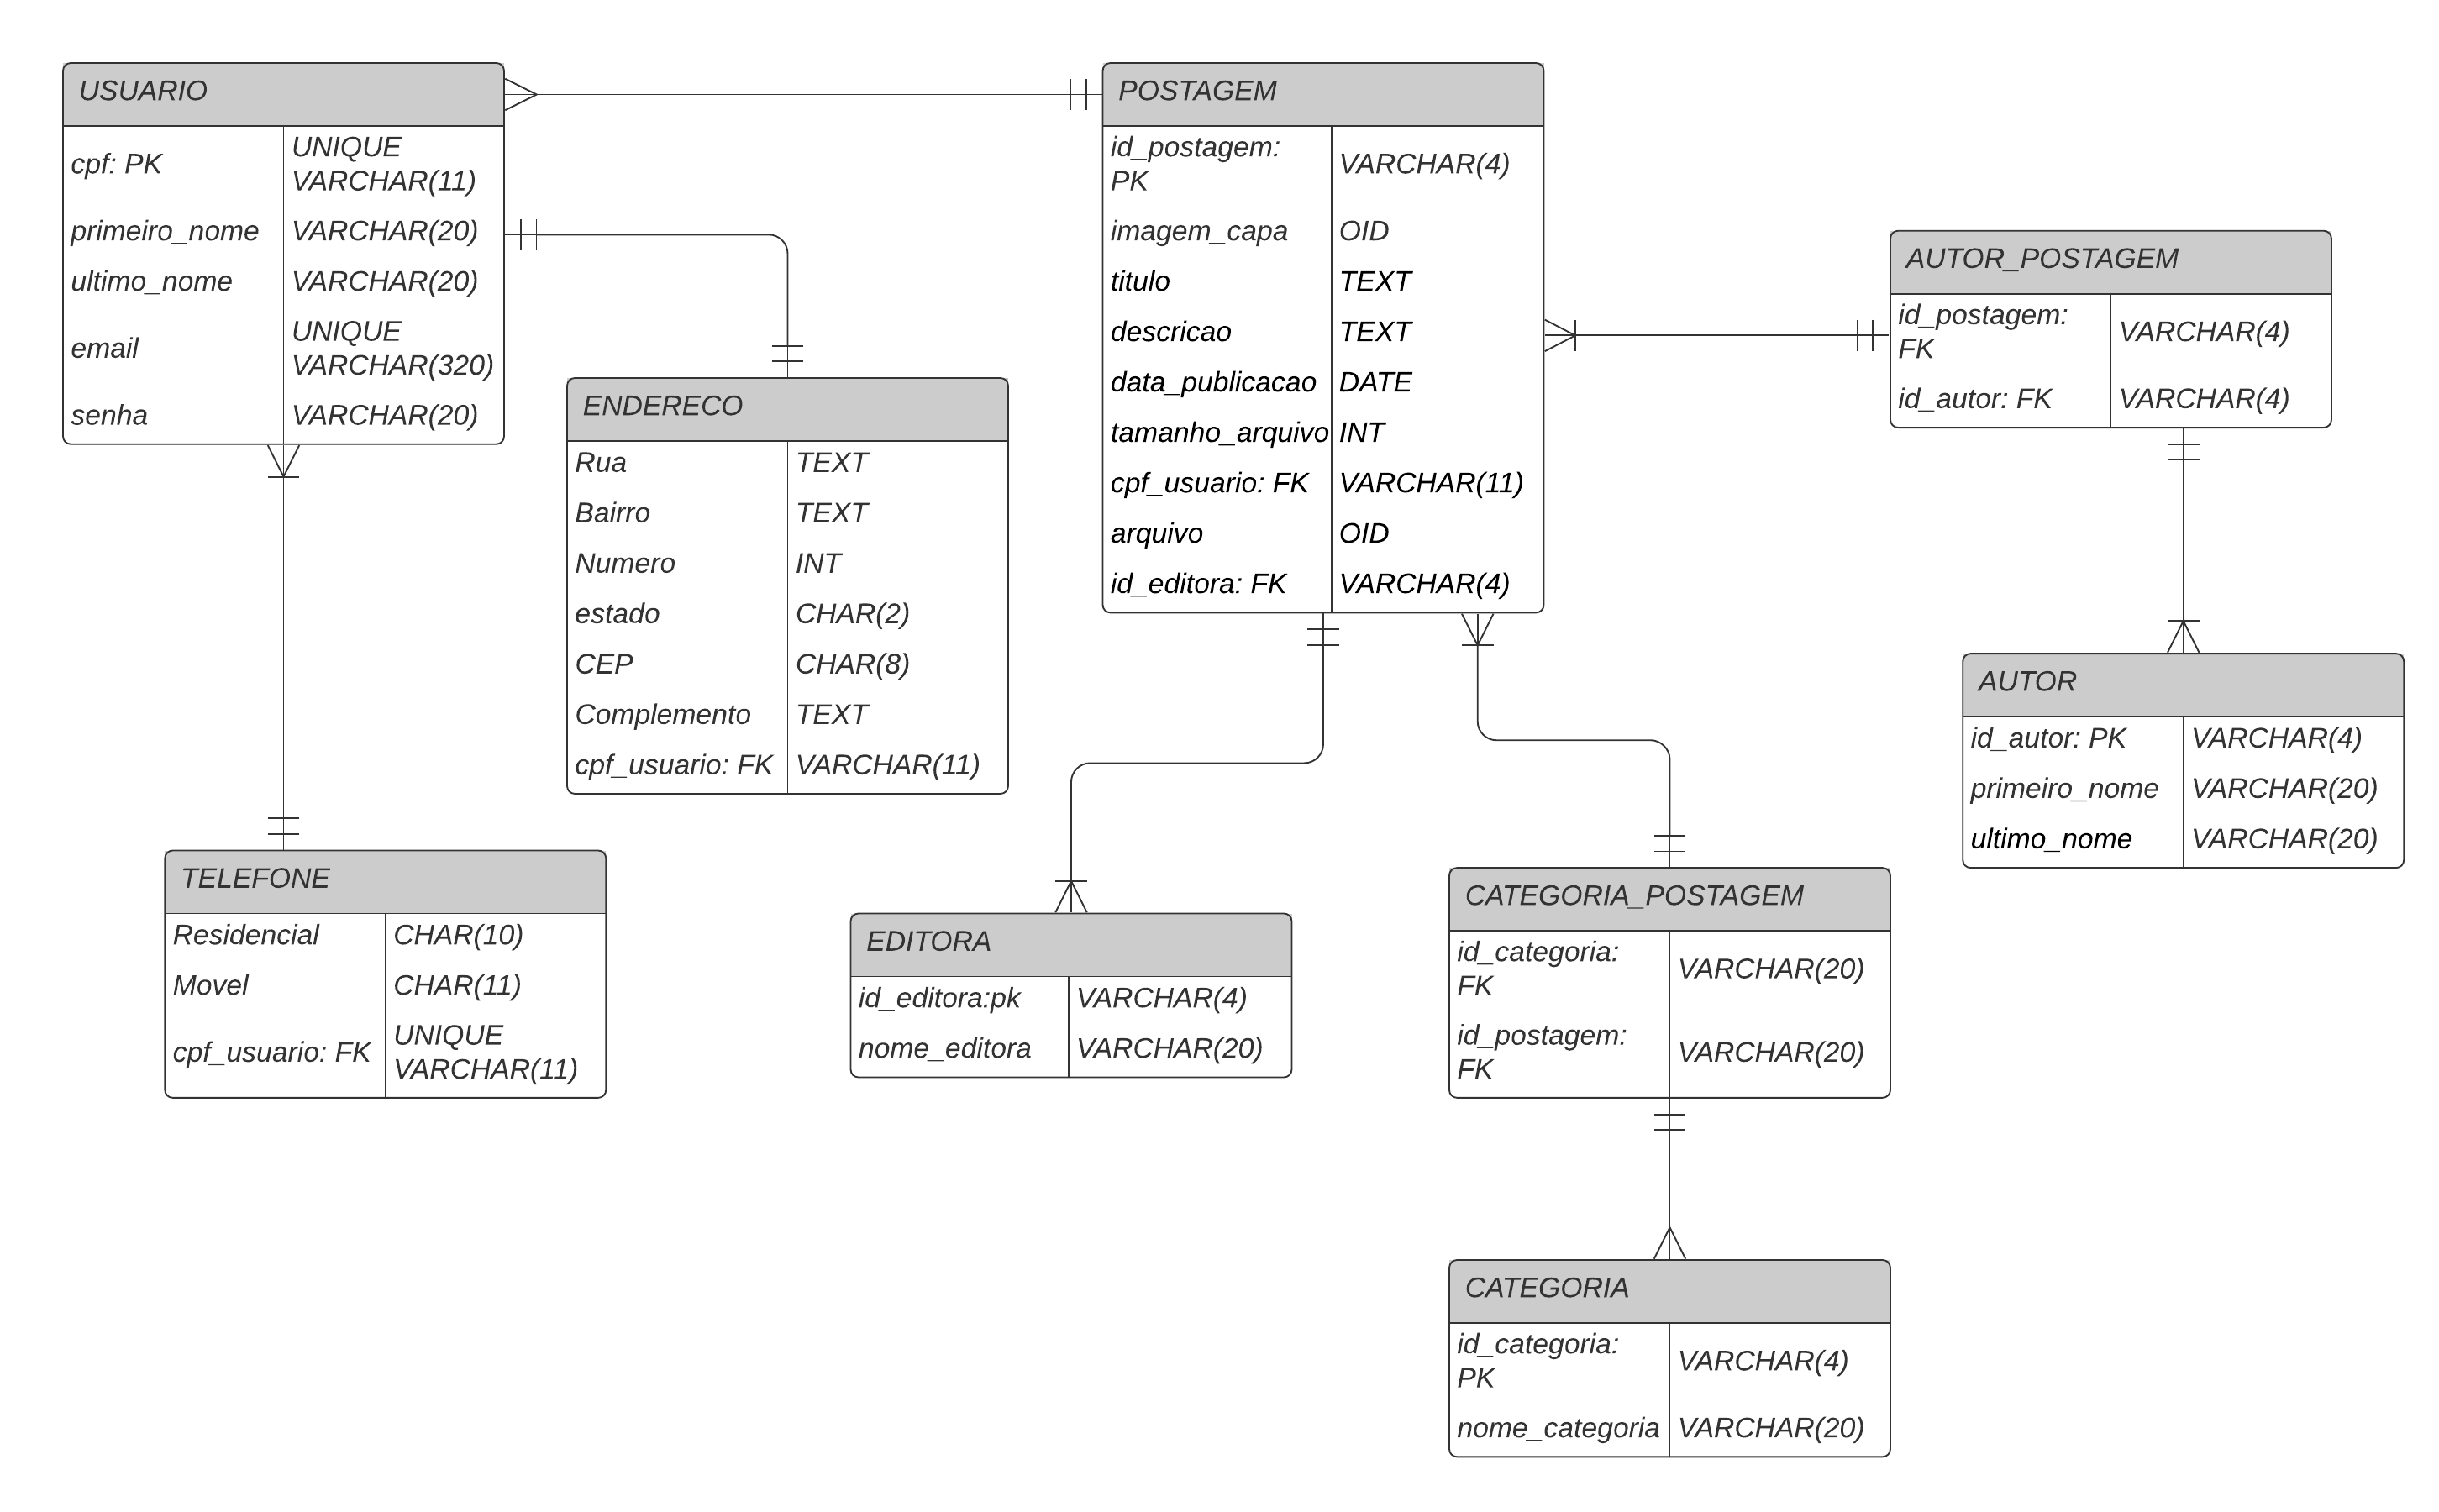 USUARIO
cpf: PK
UNIQUE
VARCHAR(11)
primeiro_nome
VARCHAR(20)
ultimo_nome
VARCHAR(20)
email
UNIQUE
VARCHAR(320)
senha
VARCHAR(20)
POSTAGEM
id_postagem:
PK
VARCHAR(4)
imagem_capa
OID
titulo
TEXT
descricao
TEXT
data_publicacao
DATE
tamanho_arquivo
INT
cpf_usuario: FK
VARCHAR(11)
arquivo
OID
id_editora: FK
VARCHAR(4)
AUTOR_POSTAGEM
id_postagem:
FK
VARCHAR(4)
id_autor: FK
VARCHAR(4)
ENDERECO
Rua
TEXT
Bairro
TEXT
Numero
INT
estado
CHAR(2)
CEP
CHAR(8)
Complemento
TEXT
cpf_usuario: FK
VARCHAR(11)
AUTOR
id_autor: PK
VARCHAR(4)
primeiro_nome
VARCHAR(20)
ultimo_nome
VARCHAR(20)
TELEFONE
Residencial
CHAR(10)
Movel
CHAR(11)
cpf_usuario: FK
UNIQUE
VARCHAR(11)
EDITORA
id_editora:pk
VARCHAR(4)
nome_editora
VARCHAR(20)
CATEGORIA_POSTAGEM
id_categoria:
FK
VARCHAR(20)
id_postagem:
FK
VARCHAR(20)
CATEGORIA
id_categoria:
PK
VARCHAR(4)
nome_categoria
VARCHAR(20)